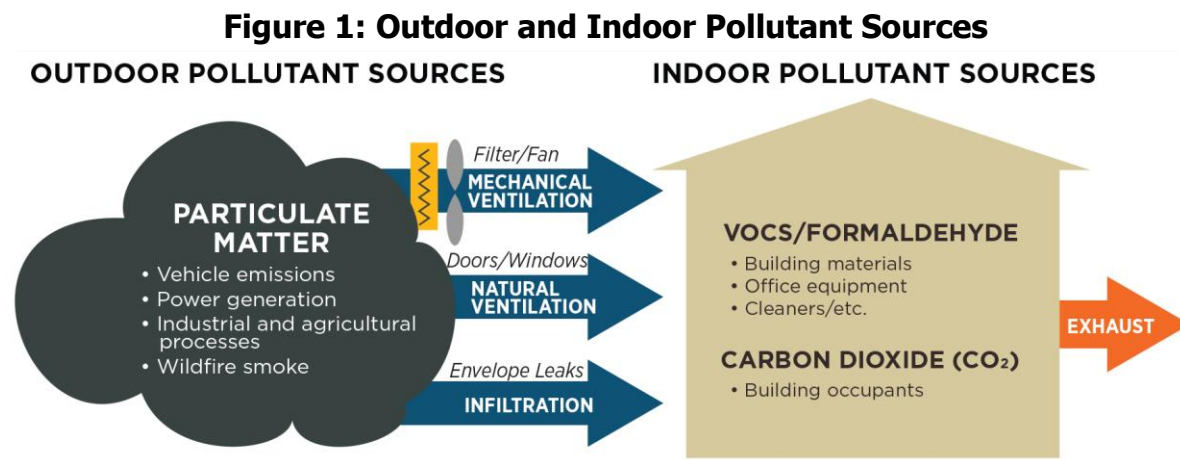 Figure 1: Outdoor and Indoor Pollutant Sources
OUTDOOR POLLUTANT SOURCES
PARTICULATE
MATTER
• Vehicle emissions
• Power generation
• Industrial and agricultural
processes
• Wildfire smoke
Filter/Fan
MECHANICAL
VENTILATION
Doors/Windows
NATURAL
VENTILATION
Envelope Leaks
INFILTRATION
INDOOR POLLUTANT SOURCES
VOCS/FORMALDEHYDE
• Building materials
• Office equipment
• Cleaners/etc.
CARBON DIOXIDE (CO₂)
• Building occupants
EXHAUST